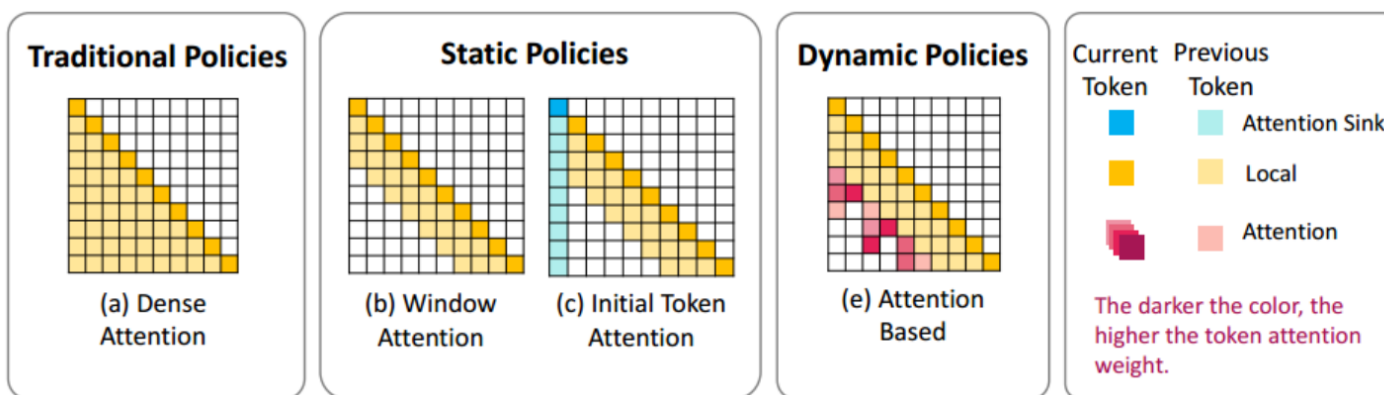 Traditional Policies
(a) Dense
Attention
Static Policies
(b) Window
Attention
(c) Initial Token
Attention
Dynamic Policies
(e) Attention
Based
Current
Token
Previous
Token
Attention Sink
Local
Attention
The darker the color, the
higher the token attention
weight.